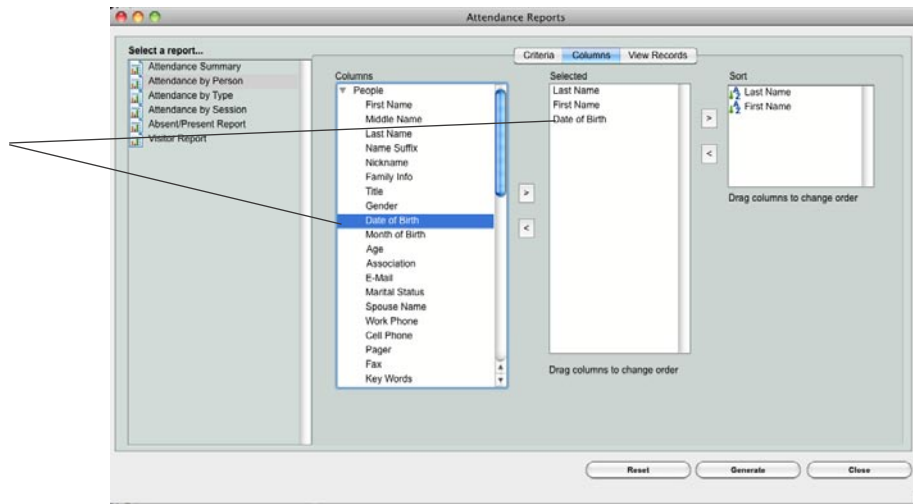 Attendance Reports
Select a report...
Attendance Summary
Attendance by Person
Attendance by Type
Attendance by Session
Absent/Present Report
Visitor Report
Criteria
Columns
View Records
Columns
People
First Name
Middle Name
Last Name
Name Suffix
Nickname
Family Info
Title
Gender
Date of Birth
Month of Birth
Age
Association
E-Mail
Marital Status
Spouse Name
Work Phone
Cell Phone
Pager
Fax
Key Words
>
<
Selected
Last Name
First Name
Date of Birth
Drag columns to change order
>
<
Sort
Last Name
First Name
Drag columns to change order
Reset
Generate
Close